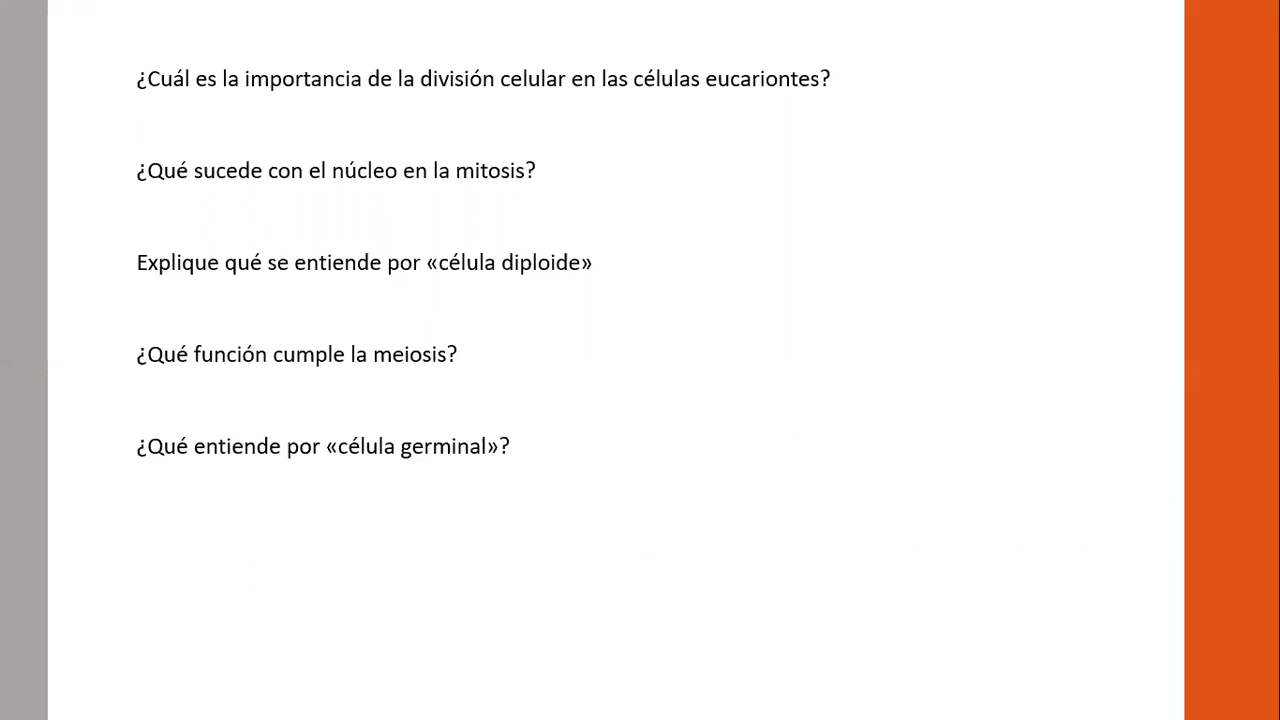 ¿Cuál es la importancia de la división celular en las células eucariontes?
¿Qué sucede con el núcleo en la mitosis?
Explique qué se entiende por «célula diploide»
¿Qué función cumple la meiosis?
¿Qué entiende por «célula germinal»?